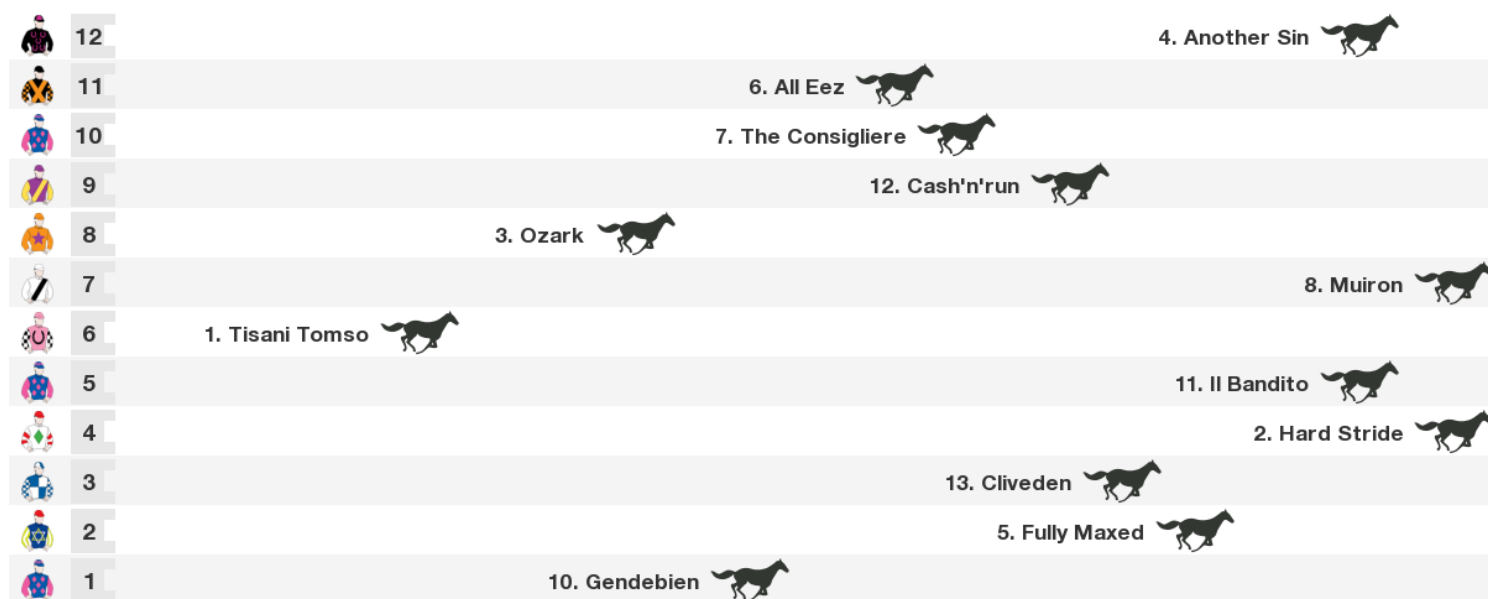 12 4. Another Sin
11 6. All Eez
10 7. The Consigliere
9 12. Cash'n'run
8 3. Ozark
7 8. Muiron
6 1. Tisani Tomso
5 11. Il Bandito
4 2. Hard Stride
3 13. Cliveden
2 5. Fully Maxed
1 10. Gendebien